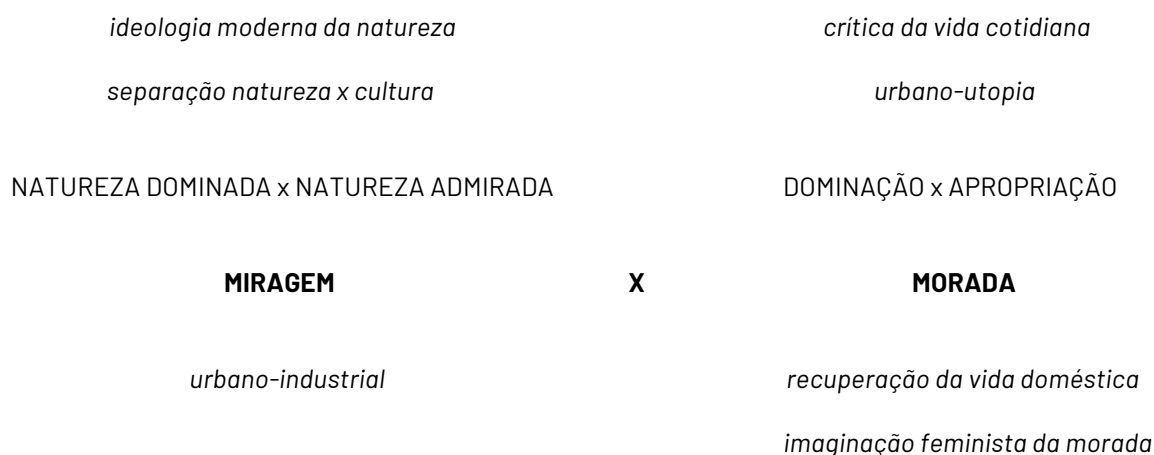 ideologia moderna da natureza
crítica da vida cotidiana
separação natureza x cultura
urbano-utopia
NATUREZA DOMINADA x NATUREZA ADMIRADA
DOMINAÇÃO x APROPRIAÇÃO
MIRAGEM X MORADA
urbano-industrial
recuperação da vida doméstica
imaginação feminista da morada